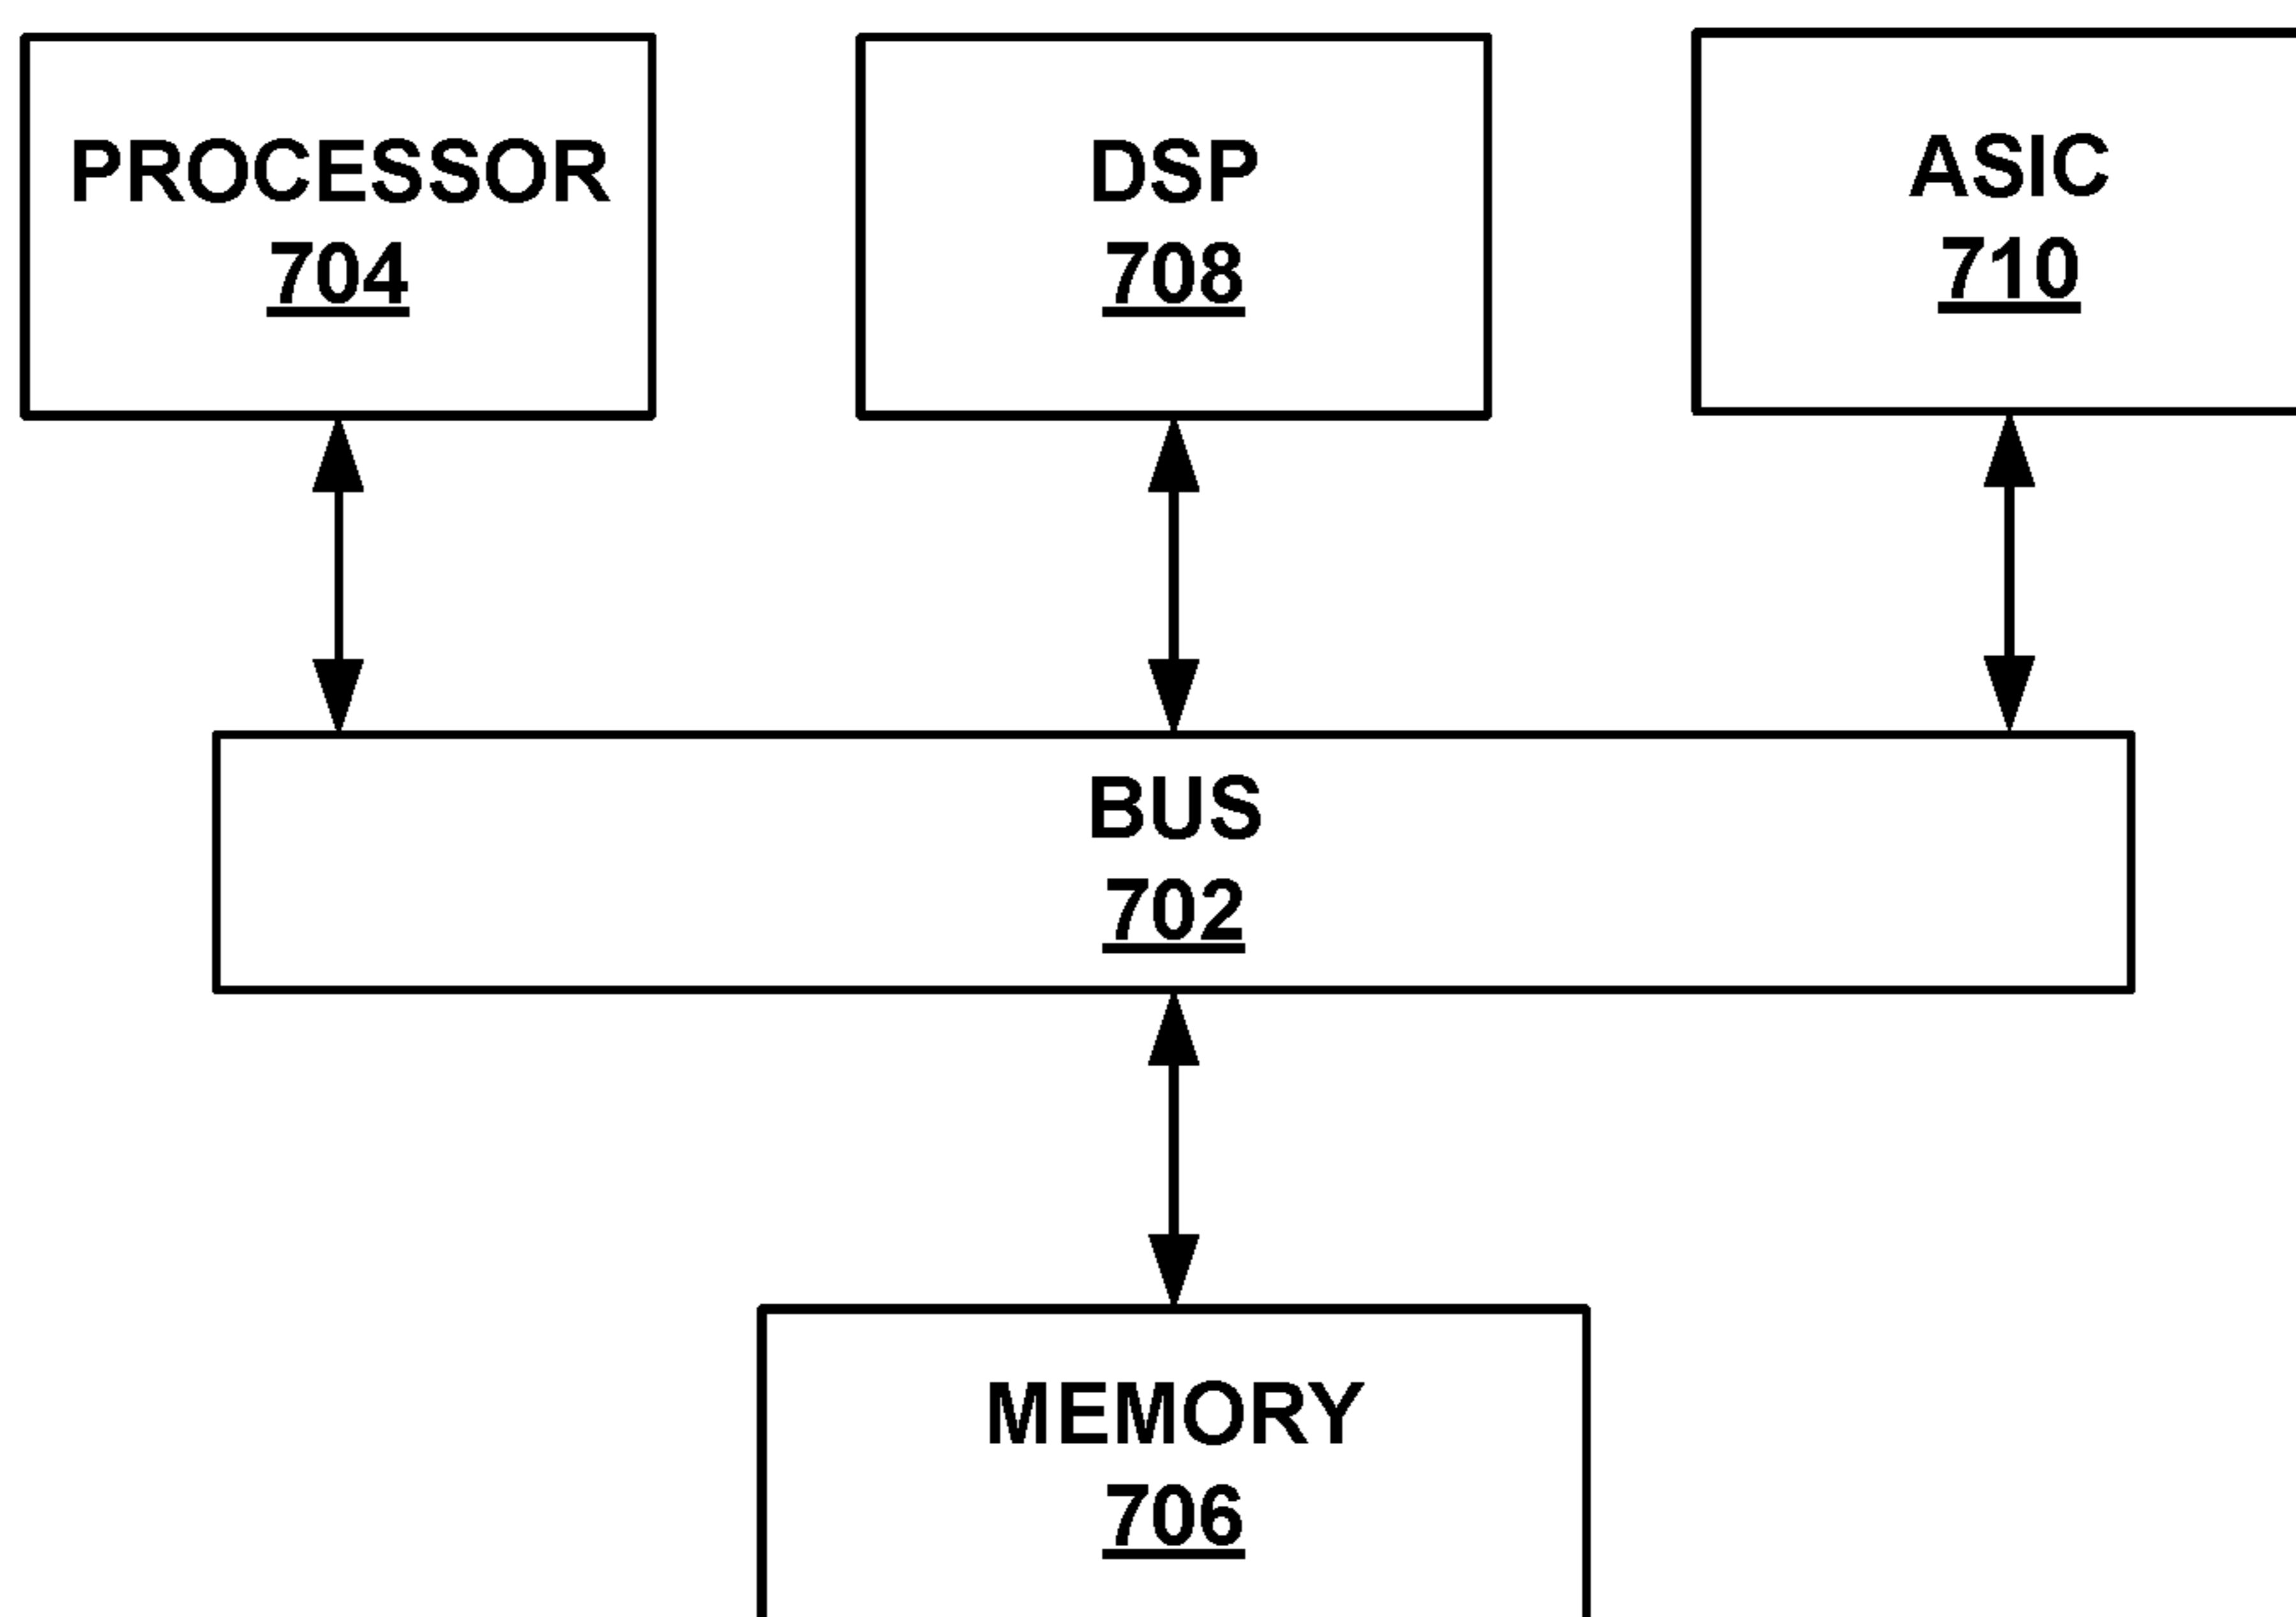 PROCESSOR
704
DSP
708
ASIC
710
BUS
702
MEMORY
706